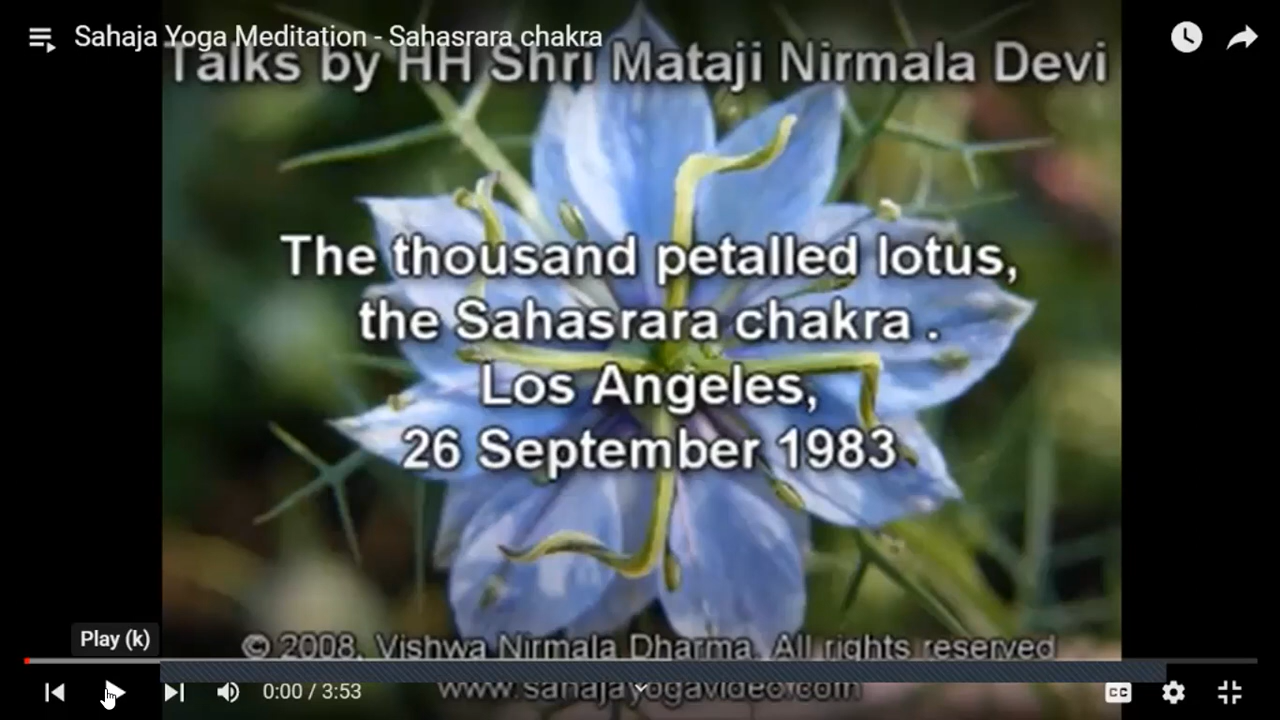 Sahaja Yoga Meditation - Sahasrara chakra
Talks by HH Shri Mataji Nirmala Devi
The thousand petalled lotus,
the Sahasrara chakra .
Los Angeles,
26 September 1983
Play (k)
© 2008, Vishwa Nirmala Dharma. All rights reserved
0:00 / 3:53
www.sahajayogavideo.com
CC